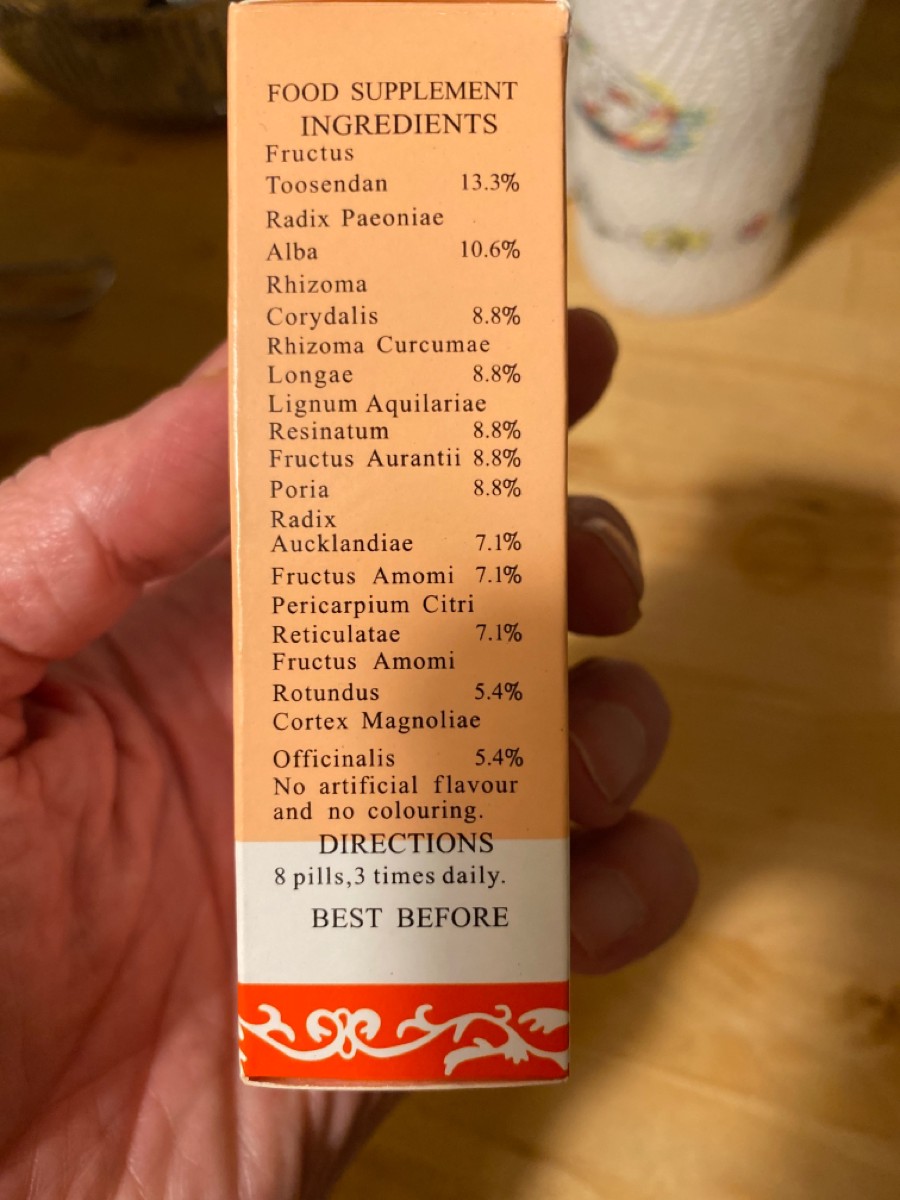 FOOD SUPPLEMENT
INGREDIENTS
Fructus
Toosendan 13.3%
Radix Paeoniae
Alba 10.6%
Rhizoma
Corydalis 8.8%
Rhizoma Curcumae
Longae 8.8%
Lignum Aquilariae
Resinatum 8.8%
Fructus Aurantii 8.8%
Poria 8.8%
Radix
Aucklandiae 7.1%
Fructus Amomi 7.1%
Pericarpium Citri
Reticulatae 7.1%
Fructus Amomi
Rotundus 5.4%
Cortex Magnoliae
Officinalis 5.4%
No artificial flavour
and no colouring.
DIRECTIONS
8 pills,3 times daily.
BEST BEFORE